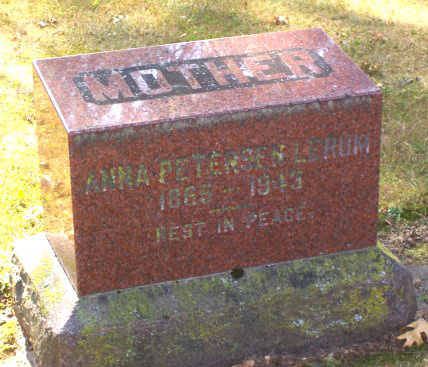 MOTHER
ANNA PETERSEN LERUM
1865 - 1943
REST IN PEACE.